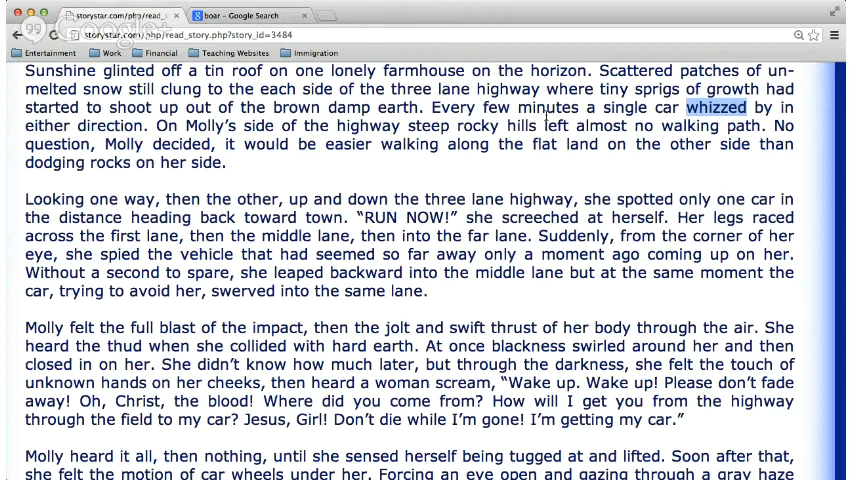 storystar.com/php/read_s
boar - Google Search
Google+
storystar.com/php/read_story.php?story_id=3484
Entertainment
Work
Financial
Teaching Websites
Immigration
Sunshine glinted off a tin roof on one lonely farmhouse on the horizon. Scattered patches of un-
melted snow still clung to the each side of the three lane highway where tiny sprigs of growth had
started to shoot up out of the brown damp earth. Every few minutes a single car whizzed by in
either direction. On Molly's side of the highway steep rocky hills left almost no walking path. No
question, Molly decided, it would be easier walking along the flat land on the other side than
dodging rocks on her side.
Looking one way, then the other, up and down the three lane highway, she spotted only one car in
the distance heading back toward town. “RUN NOW!” she screeched at herself. Her legs raced
across the first lane, then the middle lane, then into the far lane. Suddenly, from the corner of her
eye, she spied the vehicle that had seemed so far away only a moment ago coming up on her.
Without a second to spare, she leaped backward into the middle lane but at the same moment the
car, trying to avoid her, swerved into the same lane.
Molly felt the full blast of the impact, then the jolt and swift thrust of her body through the air. She
heard the thud when she collided with hard earth. At once blackness swirled around her and then
closed in on her. She didn't know how much later, but through the darkness, she felt the touch of
unknown hands on her cheeks, then heard a woman scream, “Wake up. Wake up! Please don't fade
away! Oh, Christ, the blood! Where did you come from? How will I get you from the highway
through the field to my car? Jesus, Girl! Don't die while I'm gone! I'm getting my car.”
Molly heard it all, then nothing, until she sensed herself being tugged at and lifted. Soon after that,
she felt the motion of car wheels under her. Forcing an eye open and gazing through a gray haze